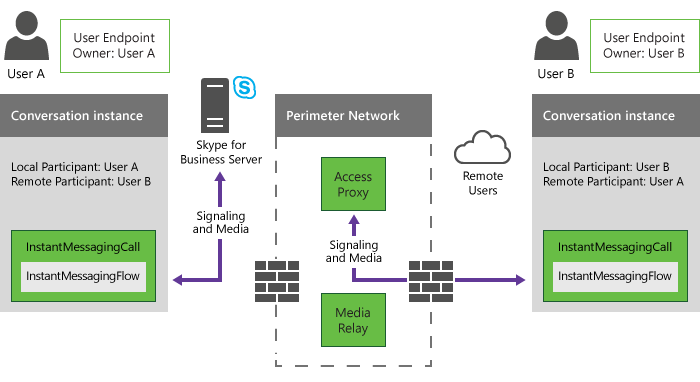 User A
User Endpoint
Owner: User A
Conversation instance
Local Participant: User A
Remote Participant: User B
InstantMessagingCall
InstantMessagingFlow
S
Skype for
Business Server
Signaling
and Media
Perimeter Network
Access
Proxy
Signaling
and Media
Media
Relay
Remote
Users
User B
User Endpoint
Owner: User B
Conversation instance
Local Participant: User B
Remote Participant: User A
InstantMessagingCall
InstantMessagingFlow